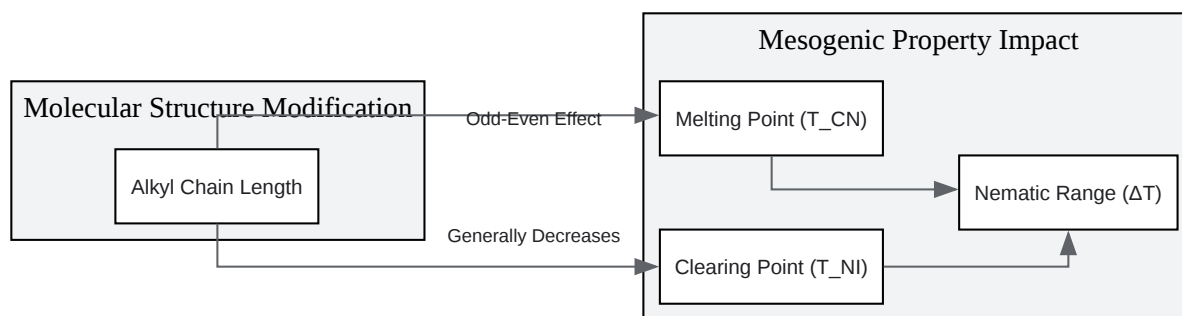 Mesogenic Property Impact
Molecular Structure Modification
Odd-Even Effect
Melting Point (T_CN)
Alkyl Chain Length
Nematic Range (ΔT)
Generally Decreases
Clearing Point (T_NI)